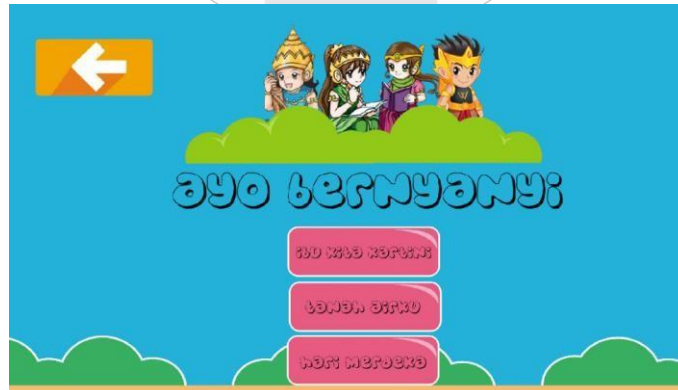 ayo bernyanyi
ibu kita kartini
tanah airku
hari merdeka